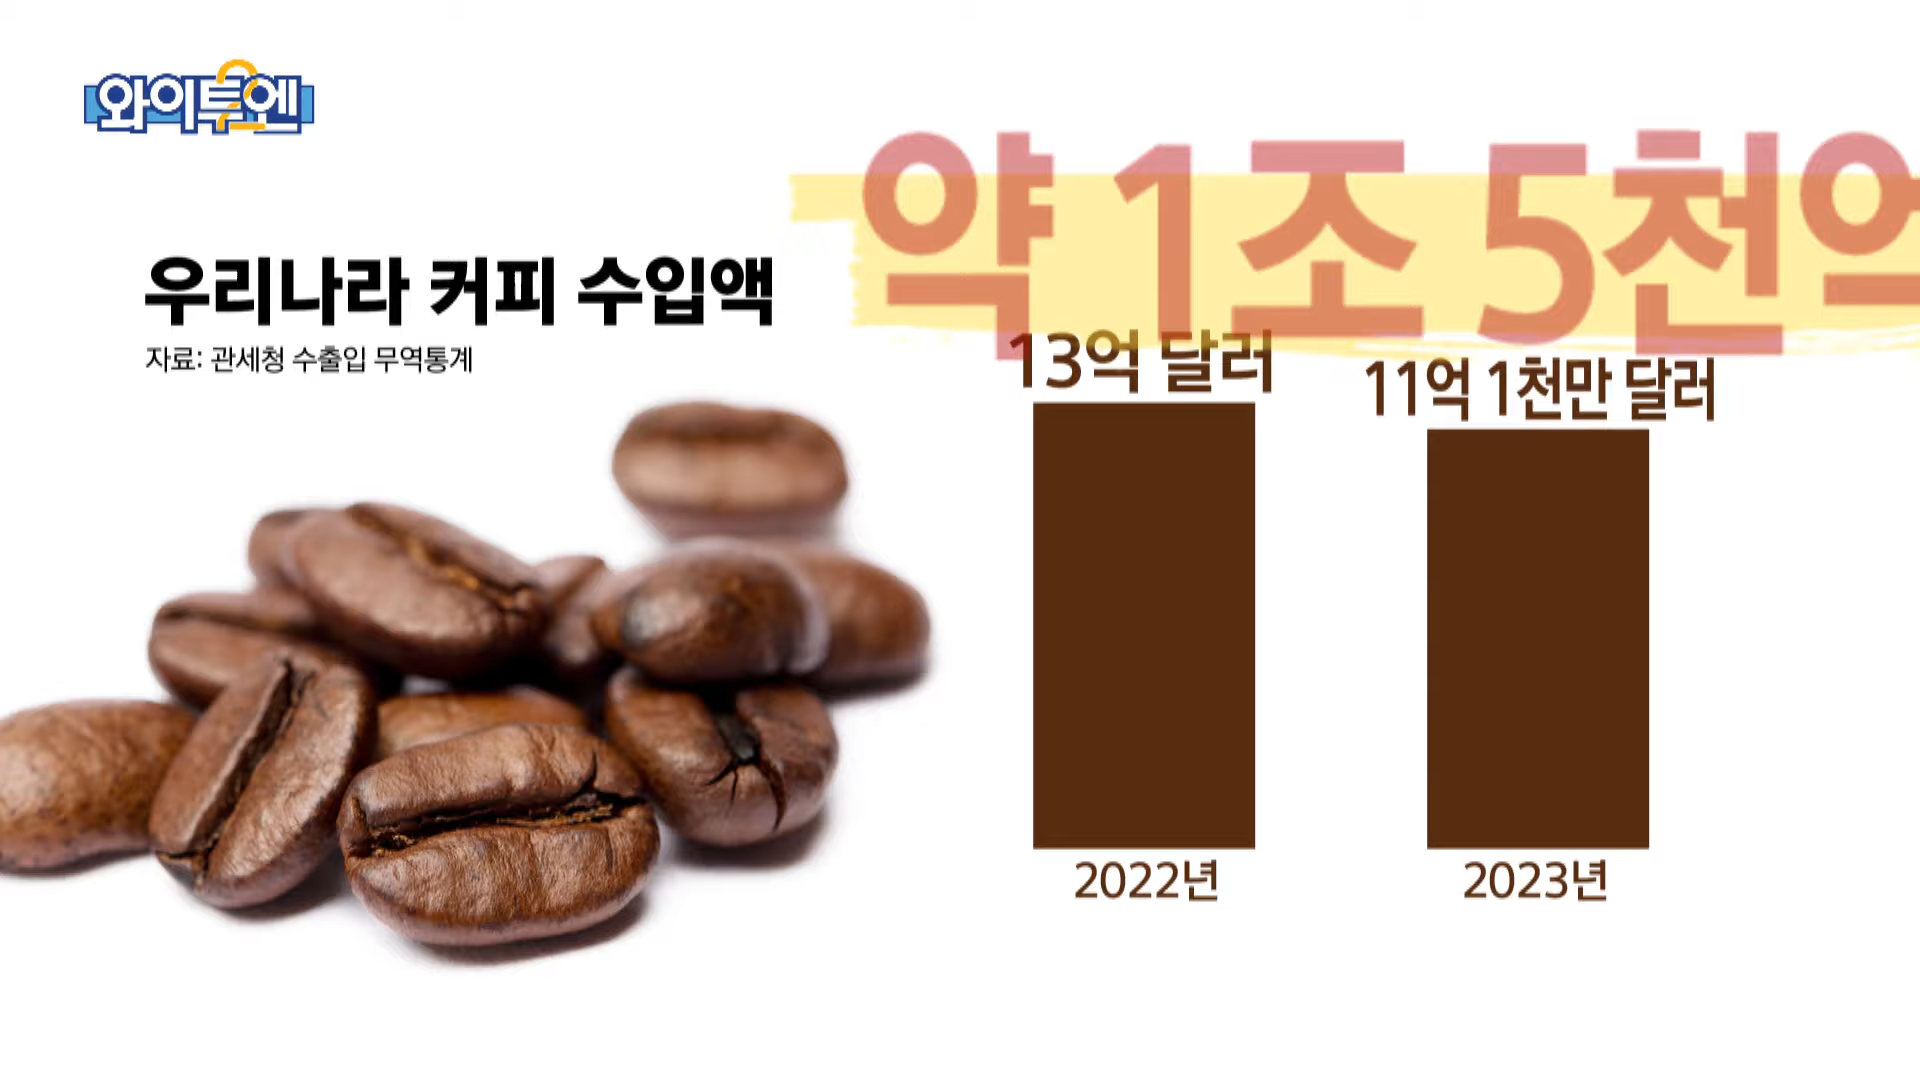 와이투엔
약 1조 5천억
우리나라 커피 수입액
자료: 관세청 수출입 무역통계
13억 달러
11억 1천만 달러
2022년
2023년